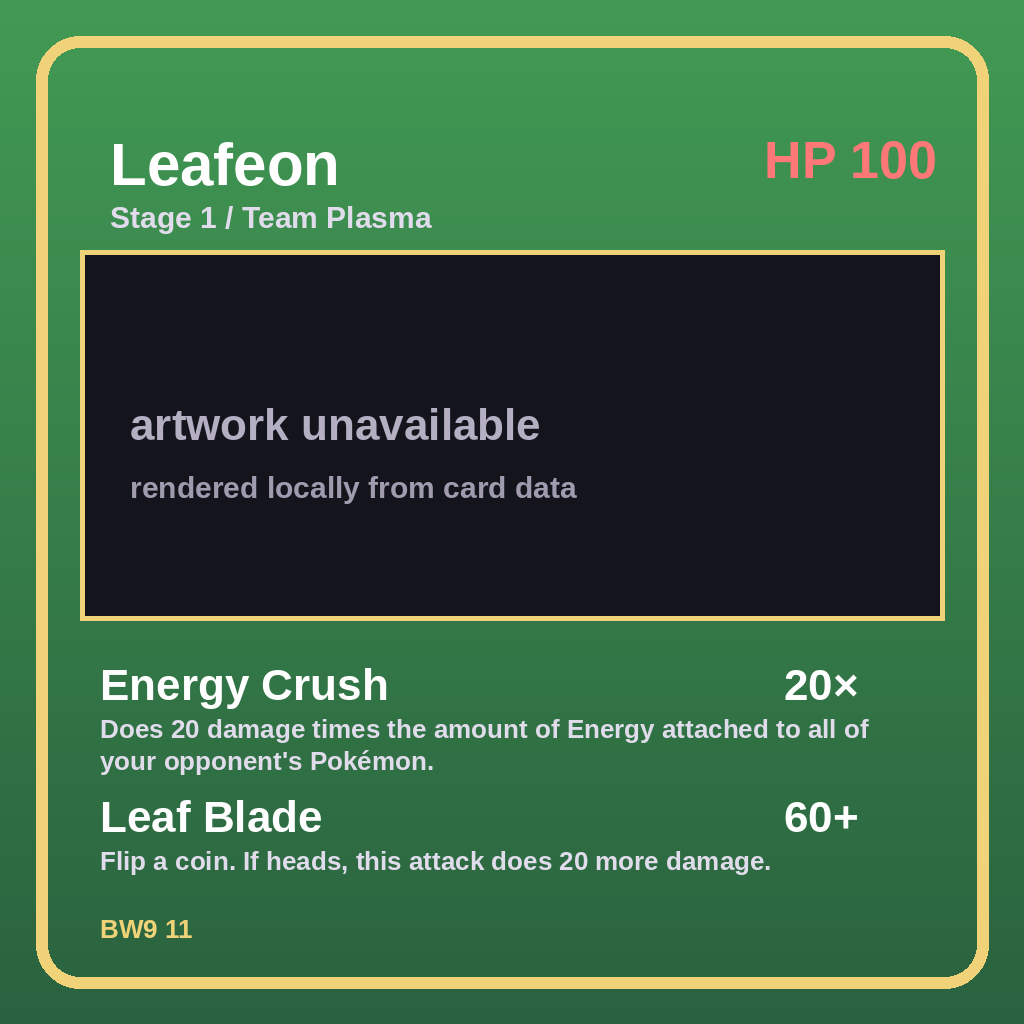 Leafeon
HP 100
Stage 1 / Team Plasma
artwork unavailable
rendered locally from card data
Energy Crush
20×
Does 20 damage times the amount of Energy attached to all of
your opponent's Pokémon.
Leaf Blade
60+
Flip a coin. If heads, this attack does 20 more damage.
BW9 11